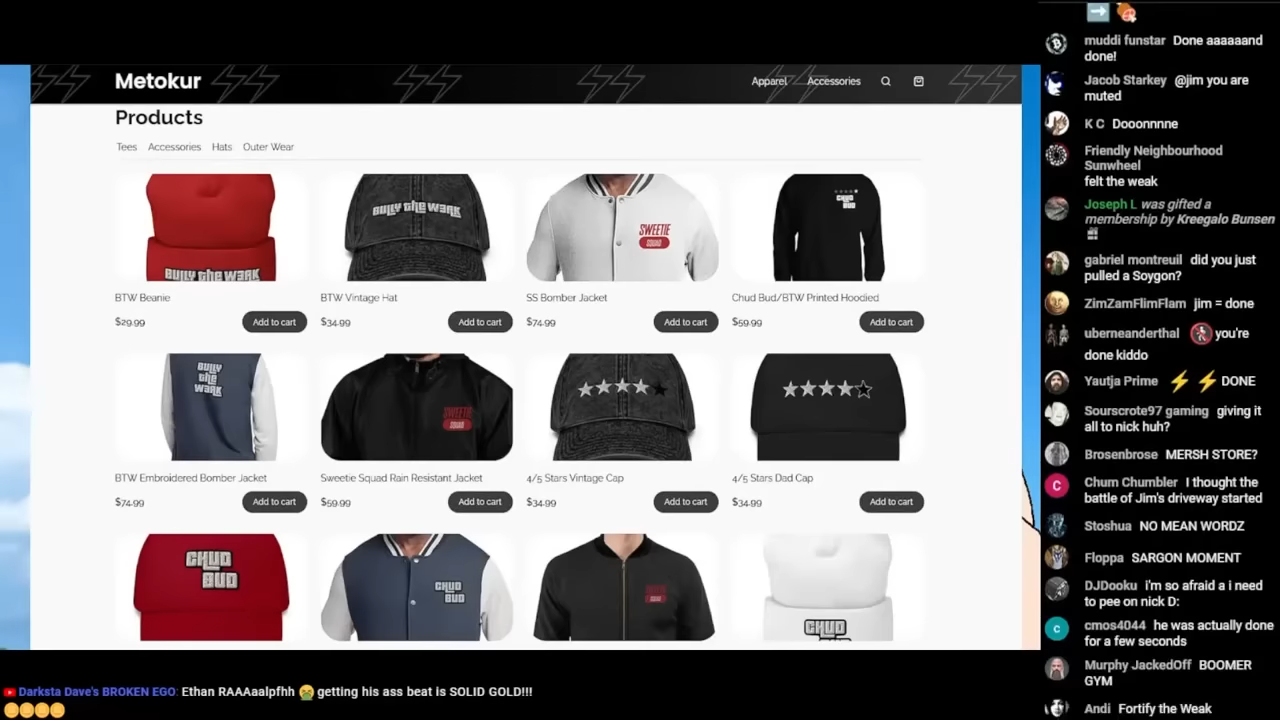 Metokur
Apparel
Accessories
Products
Tees
Accessories
Hats
Outer Wear
BULLY THE WEAK
BULLY THE WEAK
SWEETIE
SQUAD
CHUD
BUD
BTW Beanie
BTW Vintage Hat
SS Bomber Jacket
Chud Bud/BTW Printed Hoodied
$29.99
Add to cart
$34.99
Add to cart
$74.99
Add to cart
$59.99
Add to cart
BULLY
THE
WEAK
SWEETIE
SQUAD
BTW Embroidered Bomber Jacket
Sweetie Squad Rain Resistant Jacket
4/5 Stars Vintage Cap
4/5 Stars Dad Cap
$74.99
Add to cart
$59.99
Add to cart
$34.99
Add to cart
$34.99
Add to cart
CHUD
BUD
CHUD
BUD
SWEETIE
SQUAD
CHUD
muddi funstar Done aaaaaand
done!
Jacob Starkey @jim you are
muted
K C Dooonnnne
Friendly Neighbourhood
Sunwheel
felt the weak
Joseph L was gifted a
membership by Kreegalo Bunsen
gabriel montreuil did you just
pulled a Soygon?
ZimZamFlimFlam jim = done
uberneanderthal you're
done kiddo
Yautja Prime ⚡ ⚡ DONE
Sourscrote97 gaming giving it
all to nick huh?
Brosenbrose MERSH STORE?
C
Chum Chumbler I thought the
battle of Jim's driveway started
Stoshua NO MEAN WORDZ
Floppa SARGON MOMENT
DJDooku i'm so afraid a i need
to pee on nick D:
c
cmos4044 he was actually done
for a few seconds
Murphy JackedOff BOOMER
GYM
Andi Fortify the Weak
Darksta Dave's BROKEN EGO: Ethan RAAAaalpfhh 🤮 getting his ass beat is SOLID GOLD!!!